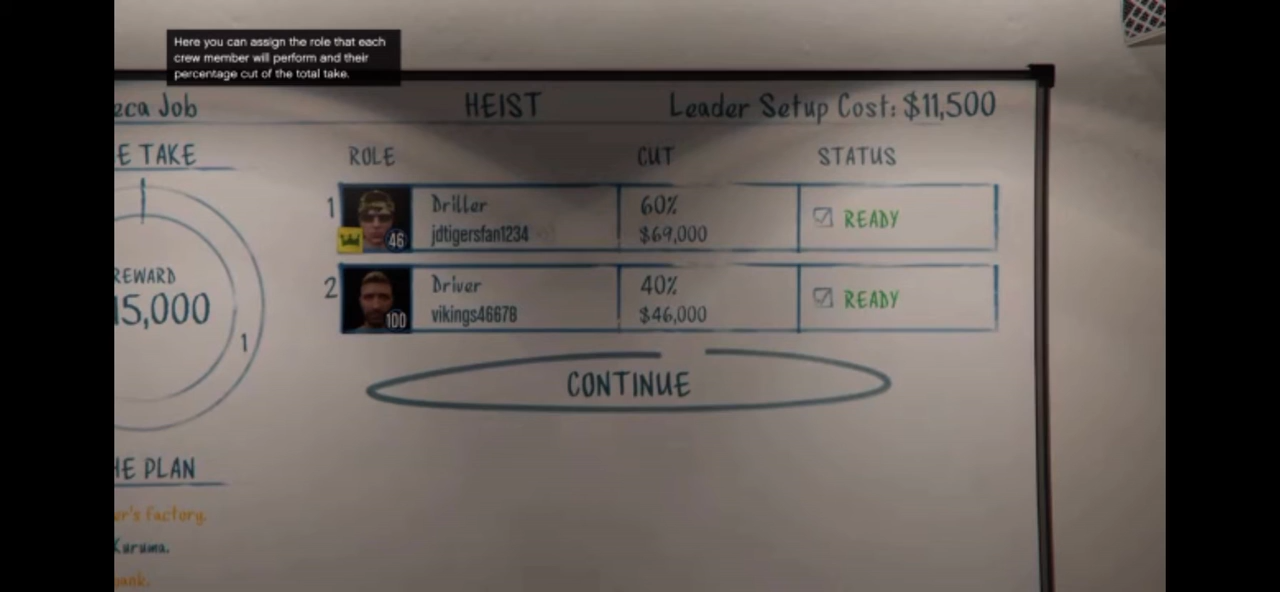 Here you can assign the role that each
crew member will perform and their
percentage cut of the total take.
eca Job HEIST Leader Setup Cost: $11,500
E TAKE ROLE CUT STATUS
1 Driller 60% READY
46 jdtigersfan1234 $69,000
REWARD
15,000
2 Driver 40% READY
100 vikings46678 $46,000
1
CONTINUE
HE PLAN
er's factory.
Kuruma.
bank.